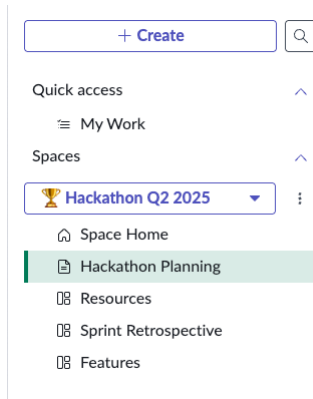 + Create
Quick access
My Work
Spaces
🏆 Hackathon Q2 2025
Space Home
Hackathon Planning
Resources
Sprint Retrospective
Features